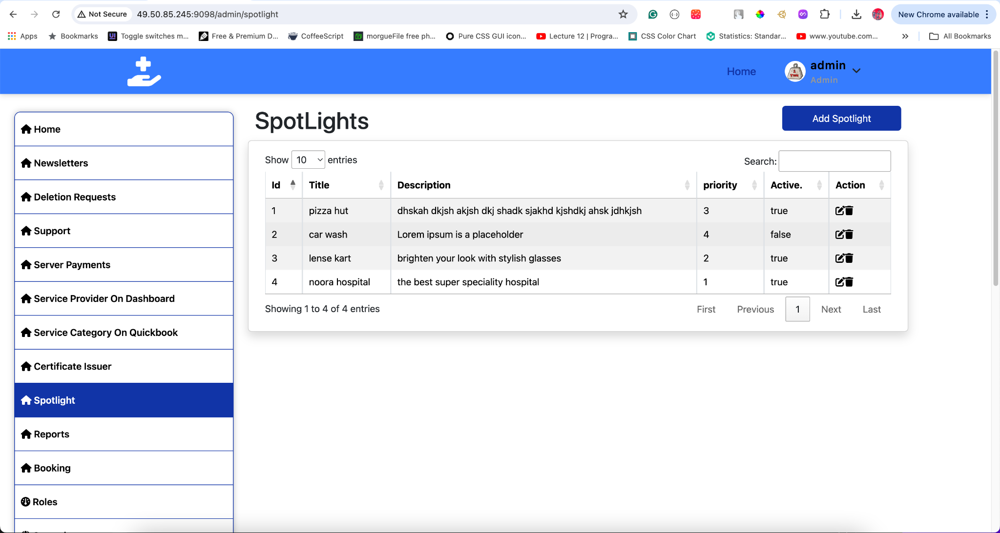 Not Secure 49.50.85.245:9098/admin/spotlight New Chrome available
Apps Bookmarks Toggle switches m... Free & Premium D... CoffeeScript morgueFile free ph... Pure CSS GUI icon... Lecture 12 | Progra... CSS Color Chart Statistics: Standar... www.youtube.com... All Bookmarks
Home admin
Admin
SpotLights Add Spotlight
Home
Newsletters
Deletion Requests
Support
Server Payments
Service Provider On Dashboard
Service Category On Quickbook
Certificate Issuer
Spotlight
Reports
Booking
Roles
Show 10 entries Search:
Id Title Description priority Active. Action
1 pizza hut dhskah dkjsh akjsh dkj shadk sjakhd kjshdkj ahsk jdhkjsh 3 true
2 car wash Lorem ipsum is a placeholder 4 false
3 lense kart brighten your look with stylish glasses 2 true
4 noora hospital the best super speciality hospital 1 true
Showing 1 to 4 of 4 entries First Previous 1 Next Last